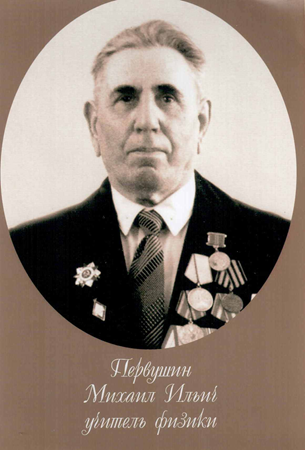 Первушин
Михаил Ильич
учитель физики